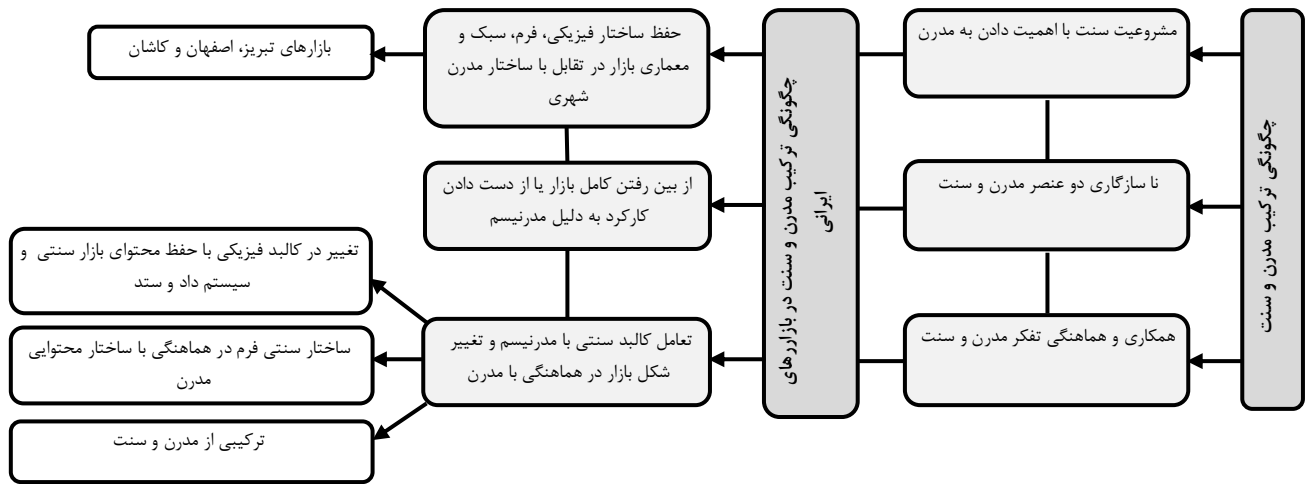 چگونگی ترکیب مدرن و سنت
مشروعیت سنت با اهمیت دادن به مدرن
نا سازگاری دو عنصر مدرن و سنت
همکاری و هماهنگی تفکر مدرن و سنت
چگونگی ترکیب مدرن و سنت در بازاررهای
ایرانی
حفظ ساختار فیزیکی، فرم، سبک و
معماری بازار در تقابل با ساختار مدرن
شهری
از بین رفتن کامل بازار یا از دست دادن
کارکرد به دلیل مدرنیسم
تعامل کالبد سنتی با مدرنیسم و تغییر
شکل بازار در هماهنگی با مدرن
بازارهای تبریز، اصفهان و کاشان
تغییر در کالبد فیزیکی با حفظ محتوای بازار سنتی و
سیستم داد و ستد
ساختار سنتی فرم در هماهنگی با ساختار محتوایی
مدرن
ترکیبی از مدرن و سنت